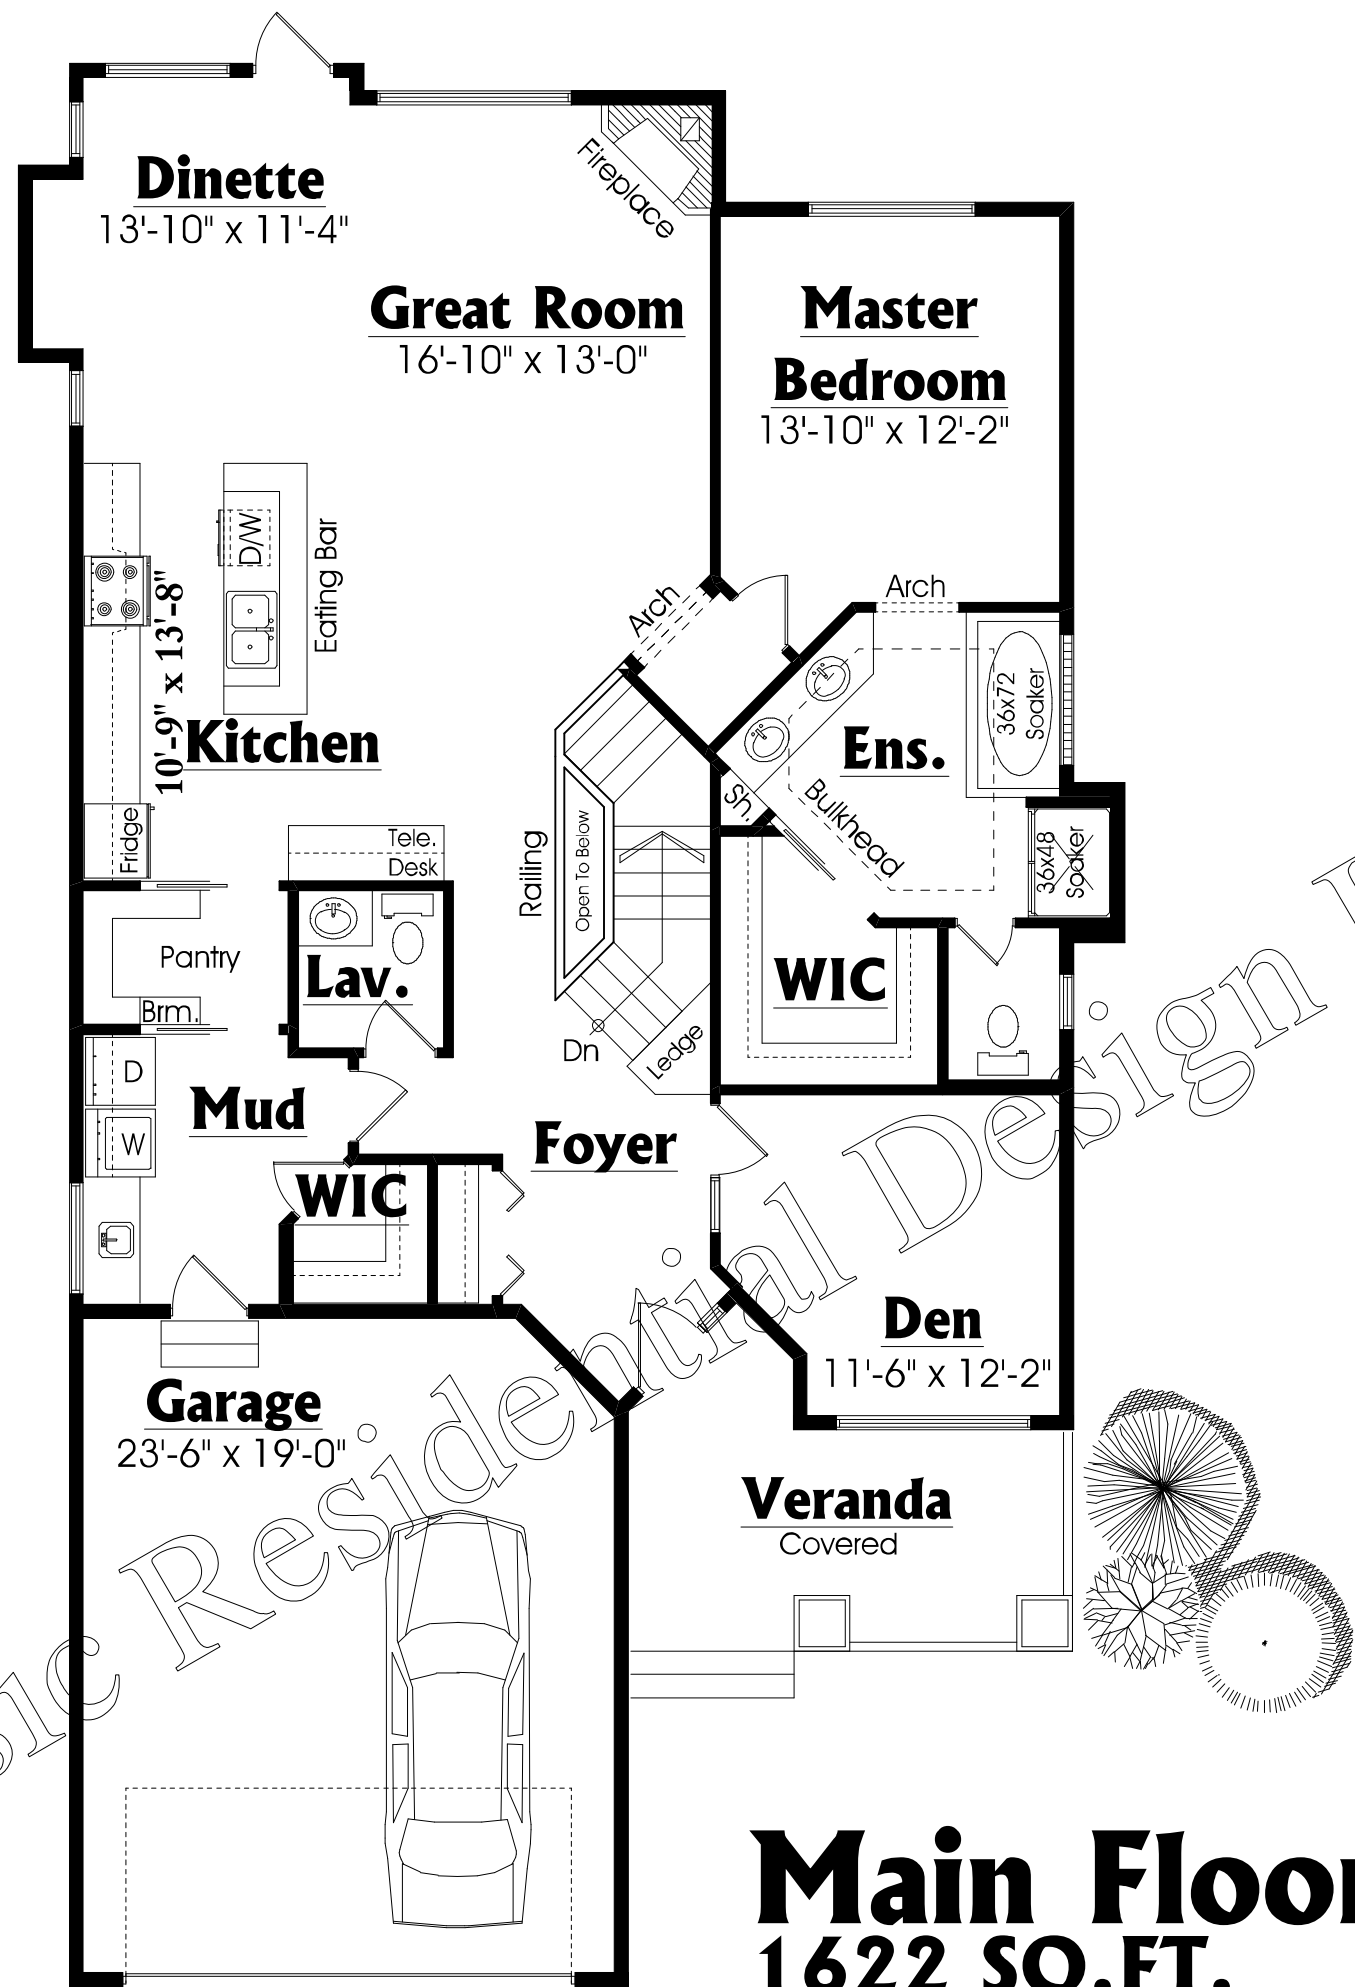 Dinette
13'-10" x 11'-4"
Fireplace
Great Room
16'-10" x 13'-0"
Master
Bedroom
13'-10" x 12'-2"
D/W
Eating Bar
10'-9" x 13'-8"
Kitchen
Fridge
Arch
Arch
36x72
Soaker
Ens.
Bulkhead
Sh.
36x48
Soaker
Tele.
Desk
Railing
Open To Below
Pantry
Brm.
Lav.
WIC
Dn
Ledge
D
W
Mud
WIC
Foyer
Den
11'-6" x 12'-2"
Garage
23'-6" x 19'-0"
Veranda
Covered
Residential Design
Main Floor
1622 SQ.FT.